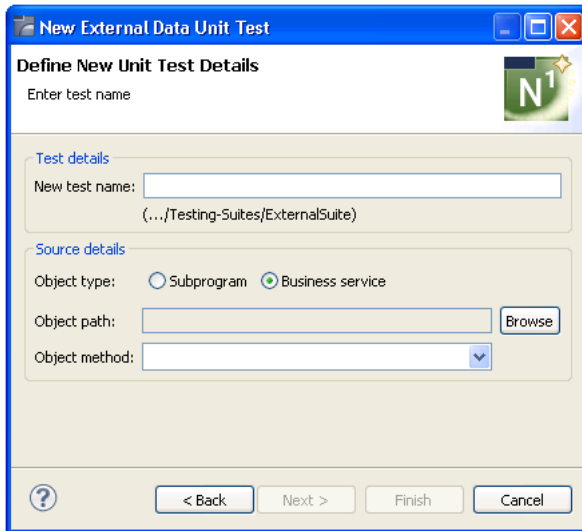 New External Data Unit Test
Define New Unit Test Details
Enter test name
N1
Test details
New test name:
(.../Testing-Suites/ExternalSuite)
Source details
Object type: Subprogram Business service
Object path: Browse
Object method:
? < Back Next > Finish Cancel